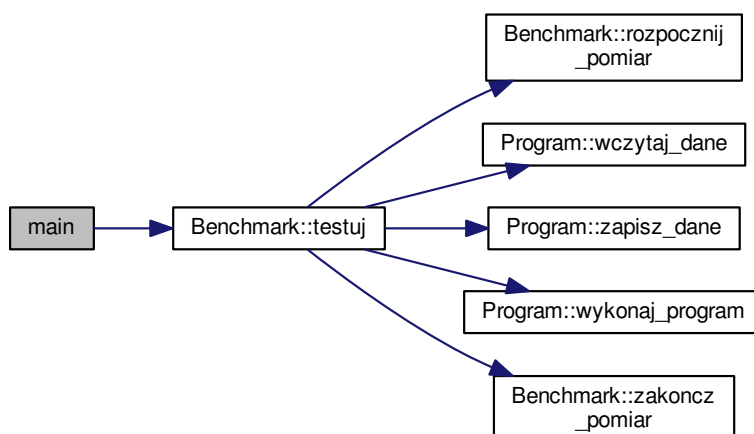 Benchmark::rozpocznij
_pomiar
Program::wczytaj_dane
main
Benchmark::testuj
Program::zapisz_dane
Program::wykonaj_program
Benchmark::zakoncz
_pomiar